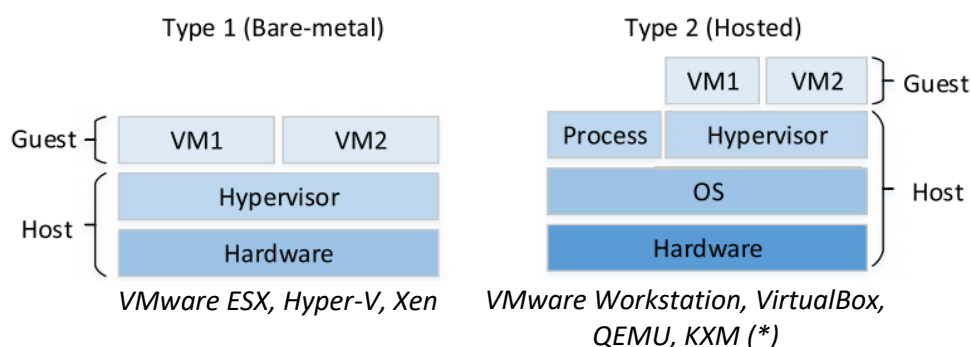 Type 1 (Bare-metal)
Guest
VM1
VM2
Host
Hypervisor
Hardware
VMware ESX, Hyper-V, Xen
Type 2 (Hosted)
VM1
VM2
Guest
Process
Hypervisor
OS
Host
Hardware
VMware Workstation, VirtualBox,
QEMU, KXM (*)